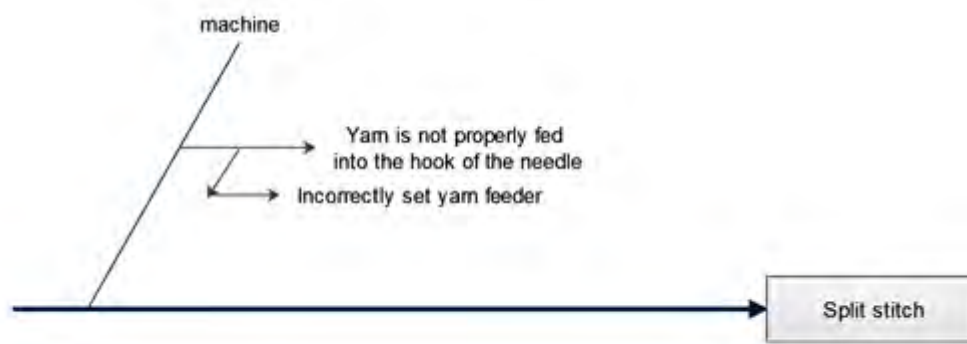 machine
Yarn is not properly fed
into the hook of the needle
Incorrectly set yarn feeder
Split stitch